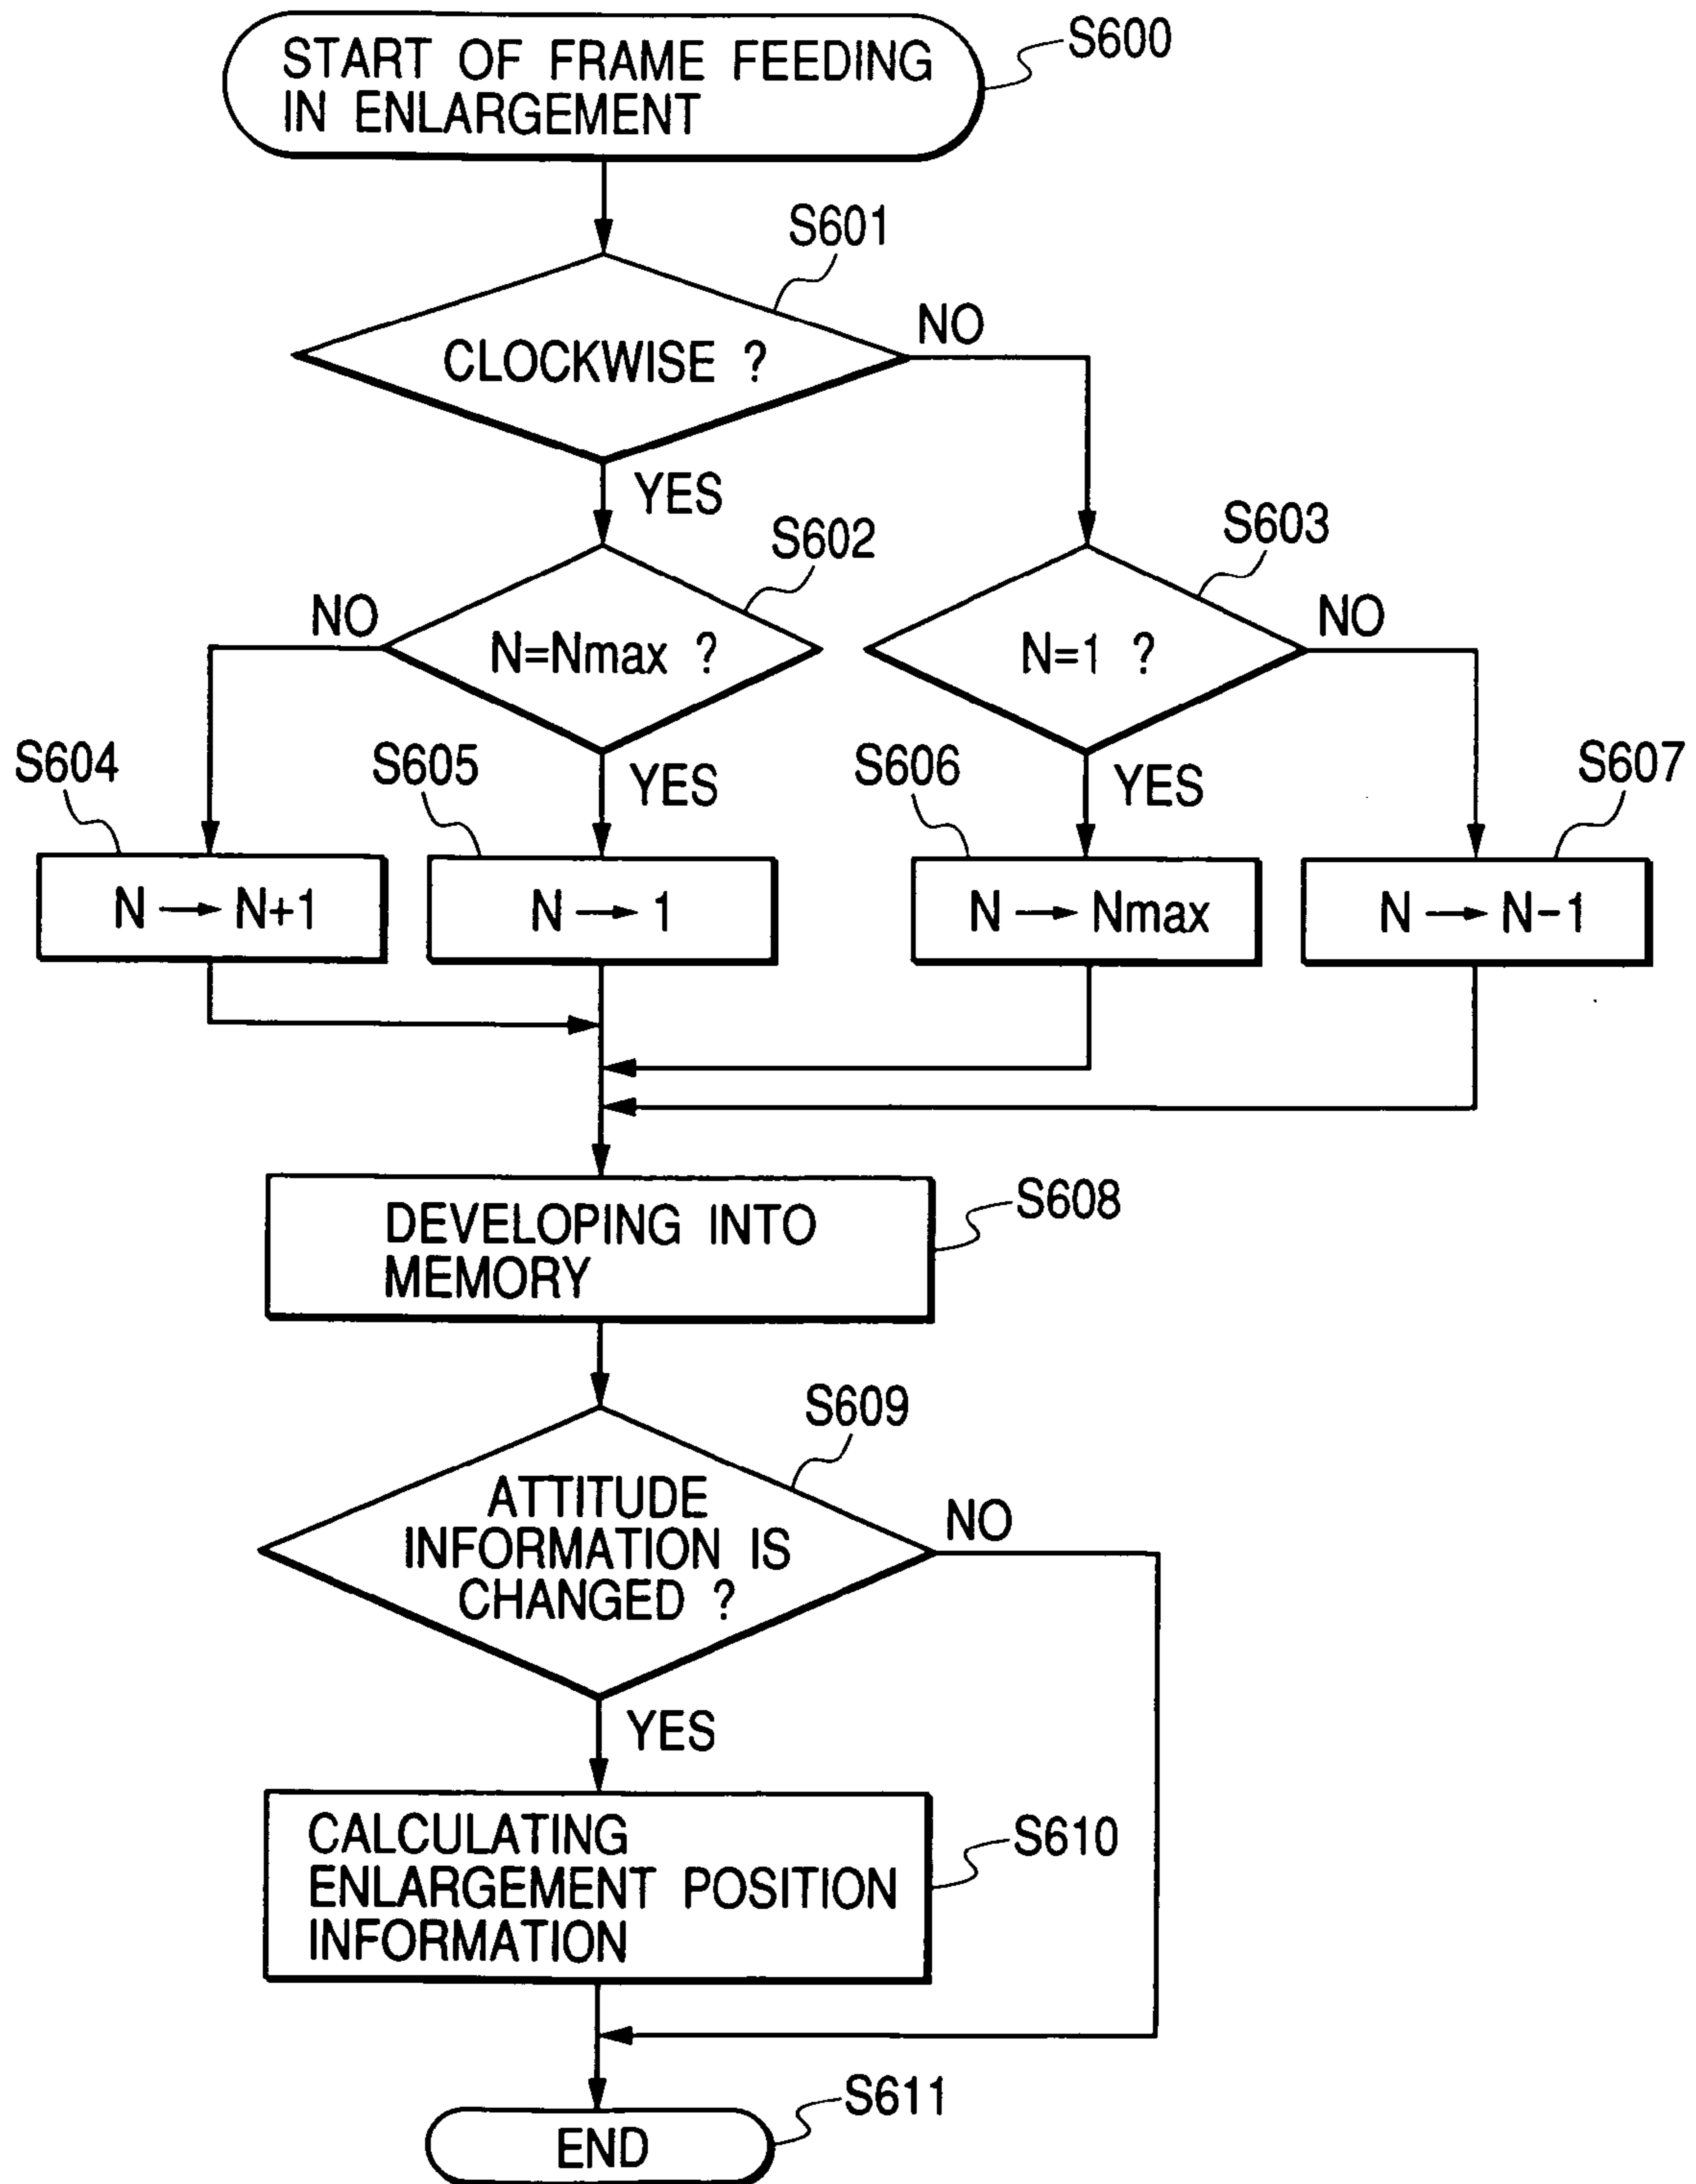 START OF FRAME FEEDING
IN ENLARGEMENT
S600
S601
CLOCKWISE ?
NO
YES
S602
S603
NO
N=Nmax ?
N=1 ?
NO
S604
S605
YES
S606
YES
S607
N → N+1
N → 1
N → Nmax
N → N-1
DEVELOPING INTO
MEMORY
S608
S609
ATTITUDE
INFORMATION IS
CHANGED ?
NO
YES
CALCULATING
ENLARGEMENT POSITION
INFORMATION
S610
S611
END